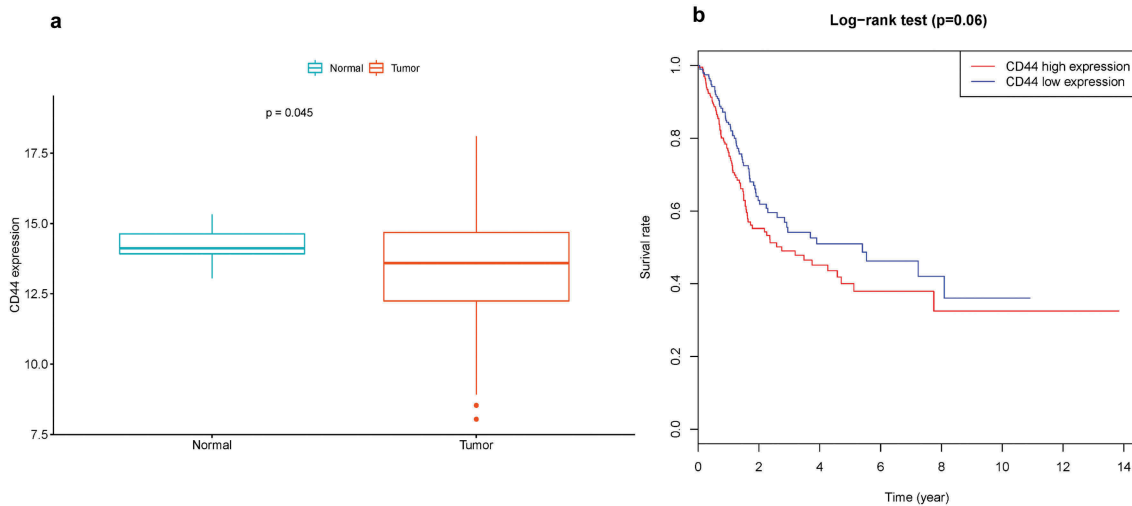 a
Normal Tumor
p = 0.045
CD44 expression
17.5
15.0
12.5
10.0
7.5
Normal Tumor
b
Log−rank test (p=0.06)
CD44 high expression
CD44 low expression
Surival rate
1.0
0.8
0.6
0.4
0.2
0.0
0 2 4 6 8 10 12 14
Time (year)